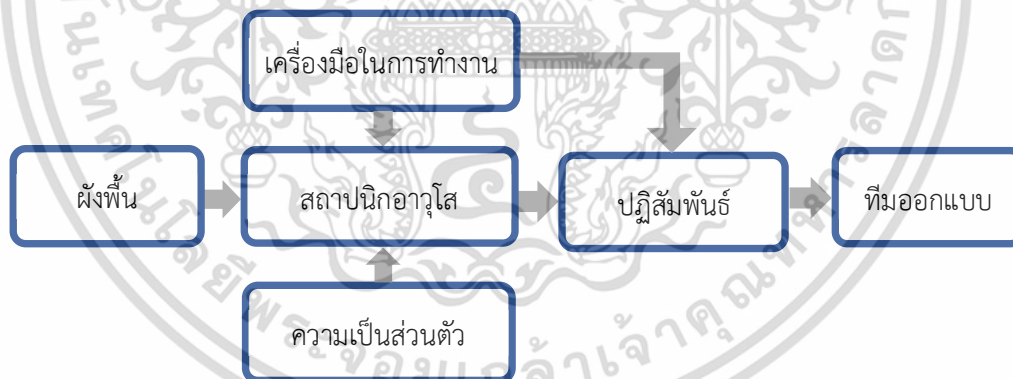 เครื่องมือในการทำงาน
ผังพื้น
สถาปนิกอาวุโส
ปฏิสัมพันธ์
ทีมออกแบบ
ความเป็นส่วนตัว